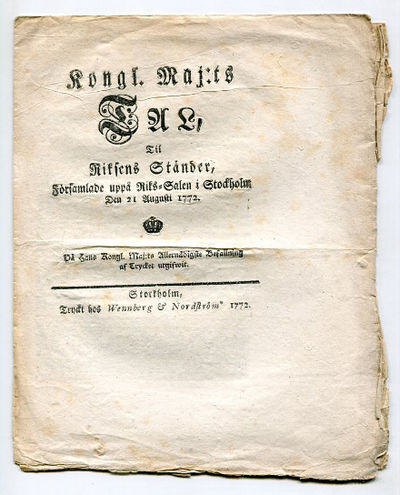 Kongl. Maj:ts
TAL,
Til
Riksens Ständer,
Församlade uppå Riks-Salen i Stockholm
Den 21 Augusti 1772.
På Hans Kongl. Maj:ts Allernådigste Befallning
af Trycket utgifwit.
Stockholm,
Tryckt hos Wennberg & Nordström 1772.